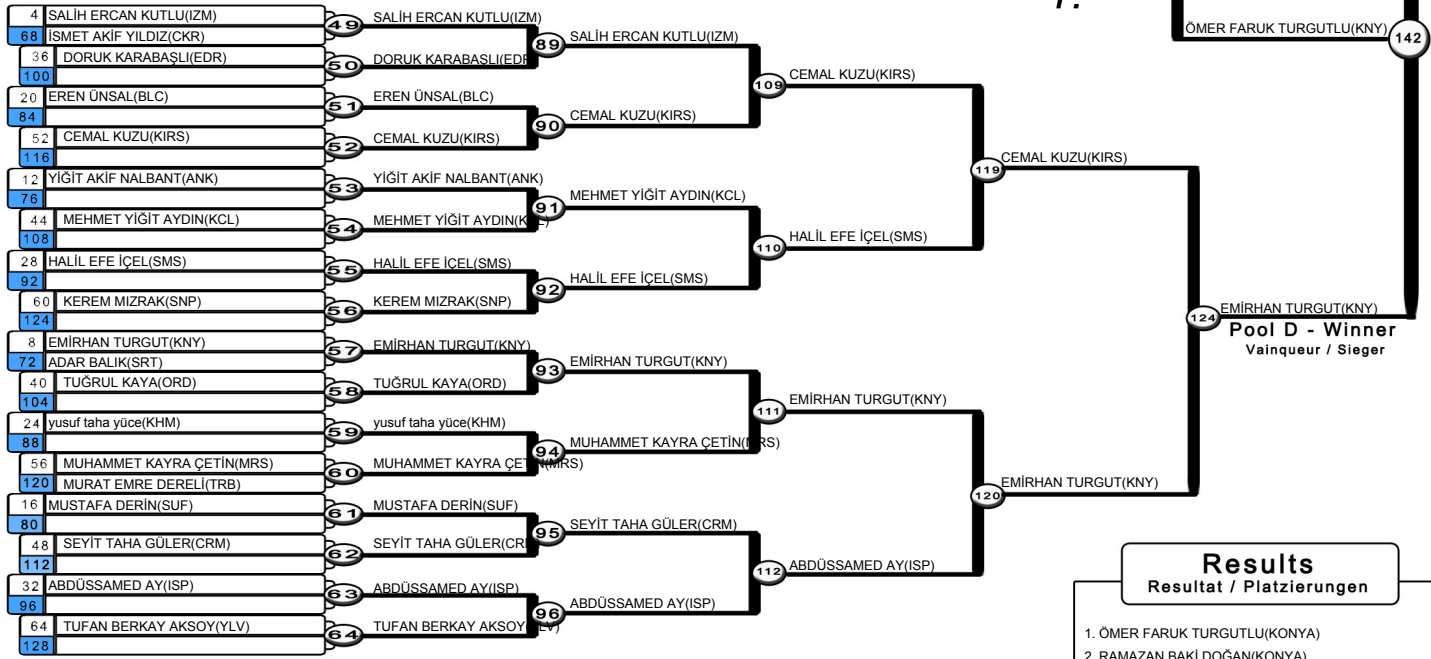 1.
ÖMER FARUK TURGUTLU(KNY)
142
4 SALİH ERCAN KUTLU(IZM)
68 İSMET AKİF YILDIZ(CKR)
49 SALİH ERCAN KUTLU(IZM)
36 DORUK KARABAŞLI(EDR)
100
50 DORUK KARABAŞLI(EDR
89 SALİH ERCAN KUTLU(IZM)
20 EREN ÜNSAL(BLC)
84
51 EREN ÜNSAL(BLC)
52 CEMAL KUZU(KIRS)
116
52 CEMAL KUZU(KIRS)
90 CEMAL KUZU(KIRS)
109 CEMAL KUZU(KIRS)
12 YİĞİT AKİF NALBANT(ANK)
76
53 YİĞİT AKİF NALBANT(ANK)
44 MEHMET YİĞİT AYDIN(KCL)
108
54 MEHMET YİĞİT AYDIN(KCL)
91 MEHMET YİĞİT AYDIN(KCL)
28 HALİL EFE İÇEL(SMS)
92
55 HALİL EFE İÇEL(SMS)
60 KEREM MIZRAK(SNP)
124
56 KEREM MIZRAK(SNP)
92 HALİL EFE İÇEL(SMS)
110 HALİL EFE İÇEL(SMS)
119 CEMAL KUZU(KIRS)
8 EMİRHAN TURGUT(KNY)
72 ADAR BALIK(SRT)
57 EMİRHAN TURGUT(KNY)
40 TUĞRUL KAYA(ORD)
104
58 TUĞRUL KAYA(ORD)
93 EMİRHAN TURGUT(KNY)
24 yusuf taha yüce(KHM)
88
59 yusuf taha yüce(KHM)
56 MUHAMMET KAYRA ÇETİN(MRS)
120 MURAT EMRE DERELİ(TRB)
60 MUHAMMET KAYRA ÇETİN(MRS)
94 MUHAMMET KAYRA ÇETİN(MRS)
111 EMİRHAN TURGUT(KNY)
16 MUSTAFA DERİN(SUF)
80
61 MUSTAFA DERİN(SUF)
48 SEYİT TAHA GÜLER(CRM)
112
62 SEYİT TAHA GÜLER(CRM
95 SEYİT TAHA GÜLER(CRM)
32 ABDÜSSAMED AY(ISP)
96
63 ABDÜSSAMED AY(ISP)
64 TUFAN BERKAY AKSOY(YLV)
128
64 TUFAN BERKAY AKSOY(YLV)
96 ABDÜSSAMED AY(ISP)
112 ABDÜSSAMED AY(ISP)
120 EMİRHAN TURGUT(KNY)
124 EMİRHAN TURGUT(KNY)
Pool D - Winner
Vainqueur / Sieger
Results
Resultat / Platzierungen
1. ÖMER FARUK TURGUTLU(KONYA)
2. RAMAZAN BAKİ DOĞAN(KONYA)